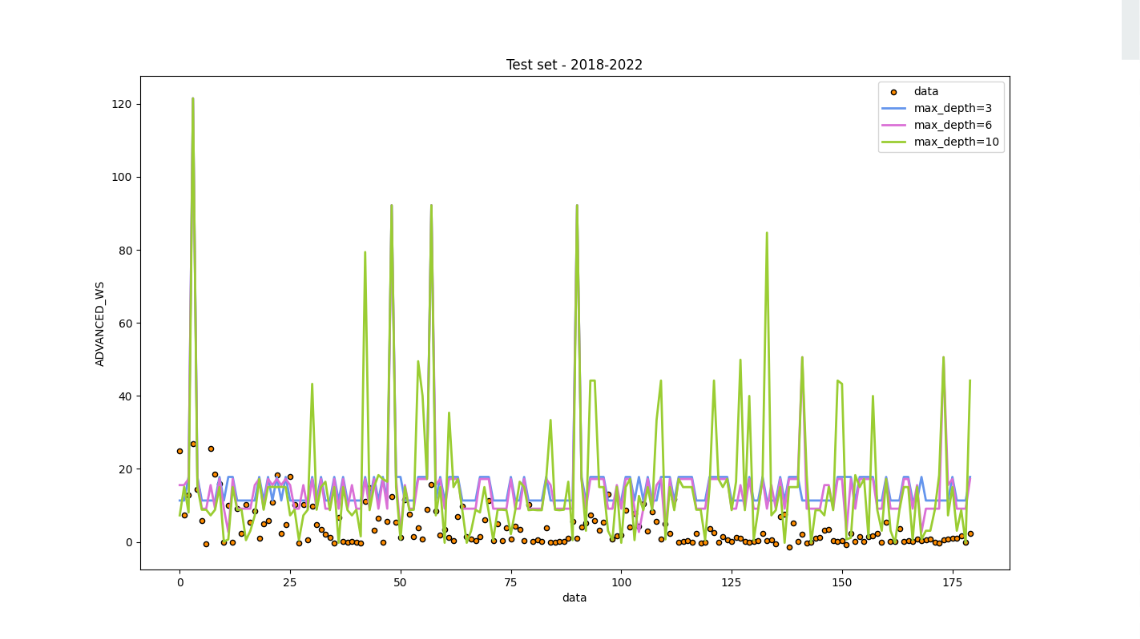 Test set - 2018-2022
data
max_depth=3
max_depth=6
max_depth=10
ADVANCED_WS
120
100
80
60
40
20
0
0 25 50 75 100 125 150 175
data